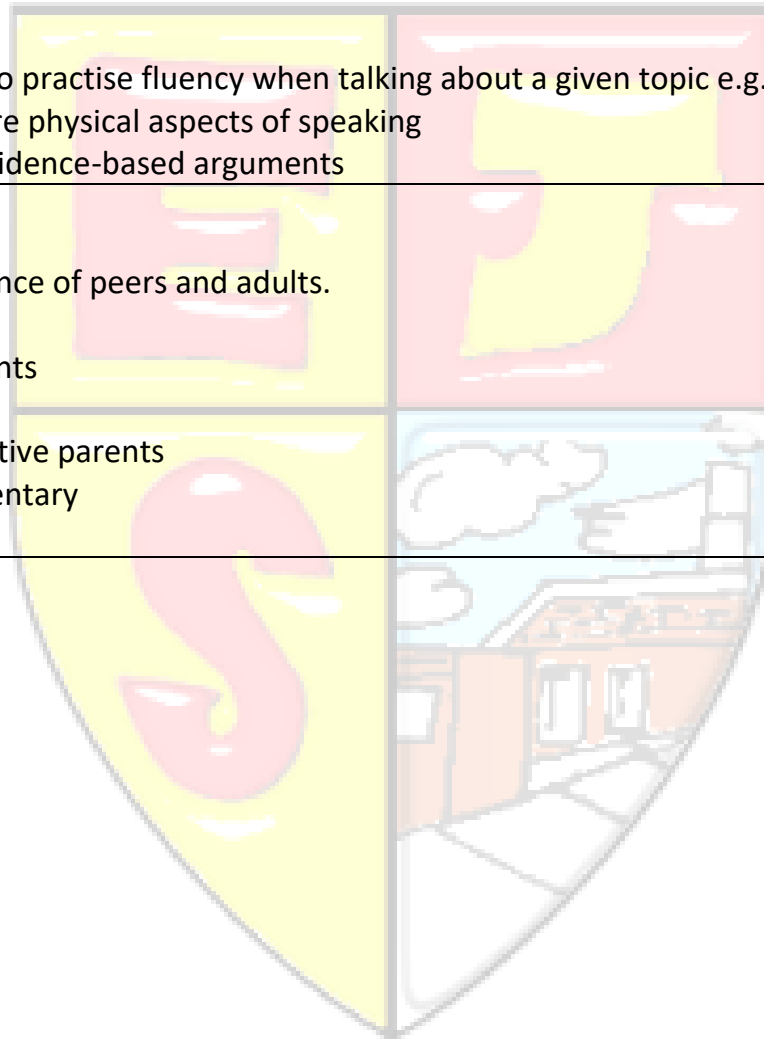 o practise fluency when talking about a given topic e.g.
re physical aspects of speaking
idence-based arguments
nce of peers and adults.
nts
tive parents
entary
E J
S